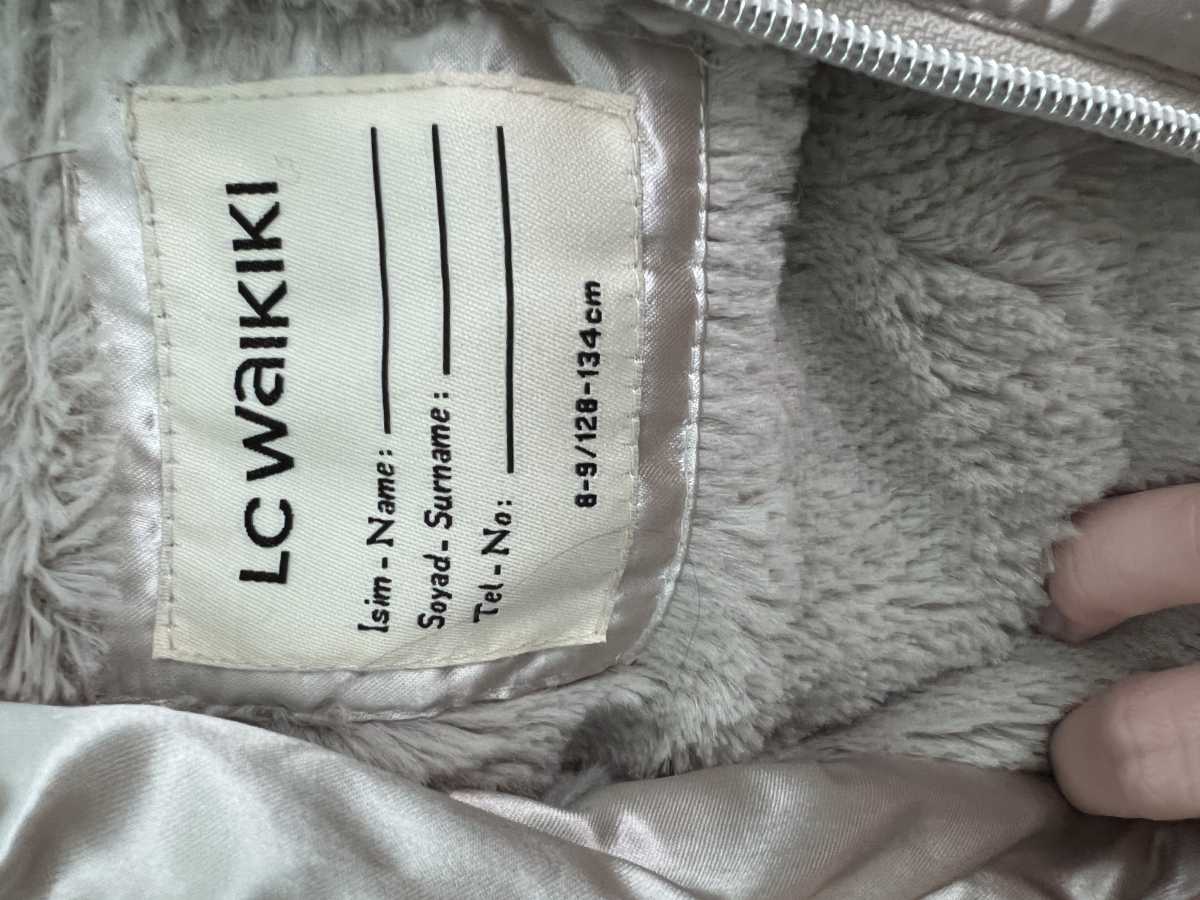 LC WAIKIKI
Isim - Name:
Soyad - Surname:
Tel - No:
8-9/128-134cm